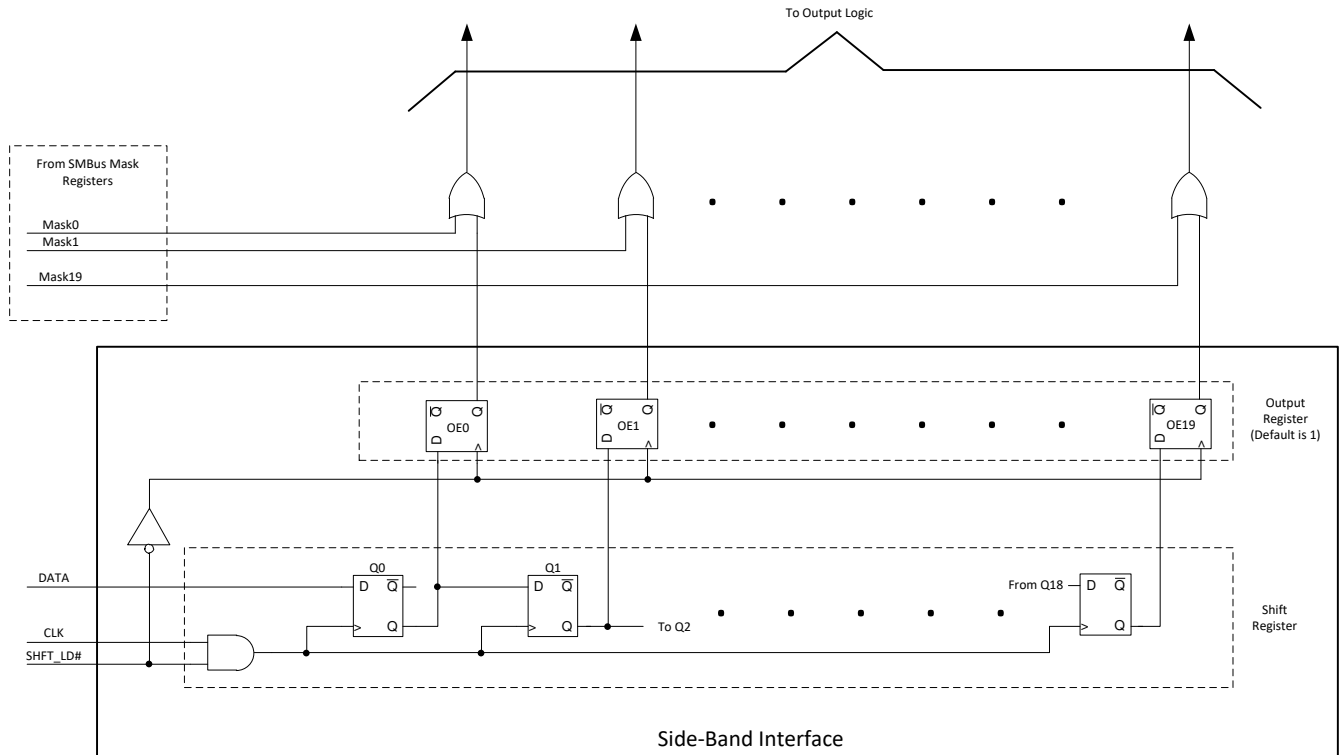 To Output Logic
From SMBus Mask
Registers
Mask0
Mask1
Mask19
Q Q
OE0
D >
Q Q
OE1
D >
Q Q
OE19
D >
Output
Register
(Default is 1)
DATA
CLK
SHFT_LD#
Q0
D Q
> Q
Q1
D Q
> Q
To Q2
From Q18
D Q
> Q
Shift
Register
Side-Band Interface